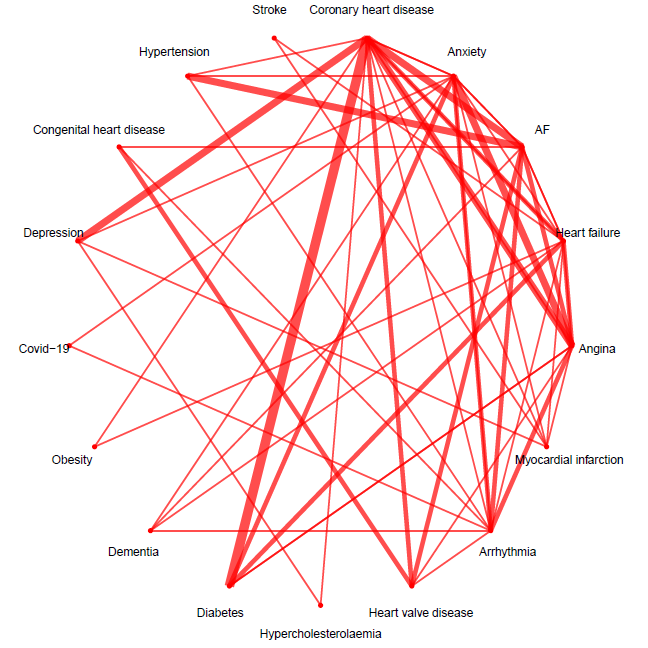 Stroke
Coronary heart disease
Hypertension
Anxiety
Congenital heart disease
AF
Depression
Heart failure
Covid−19
Angina
Obesity
Myocardial infarction
Dementia
Arrhythmia
Diabetes
Heart valve disease
Hypercholesterolaemia